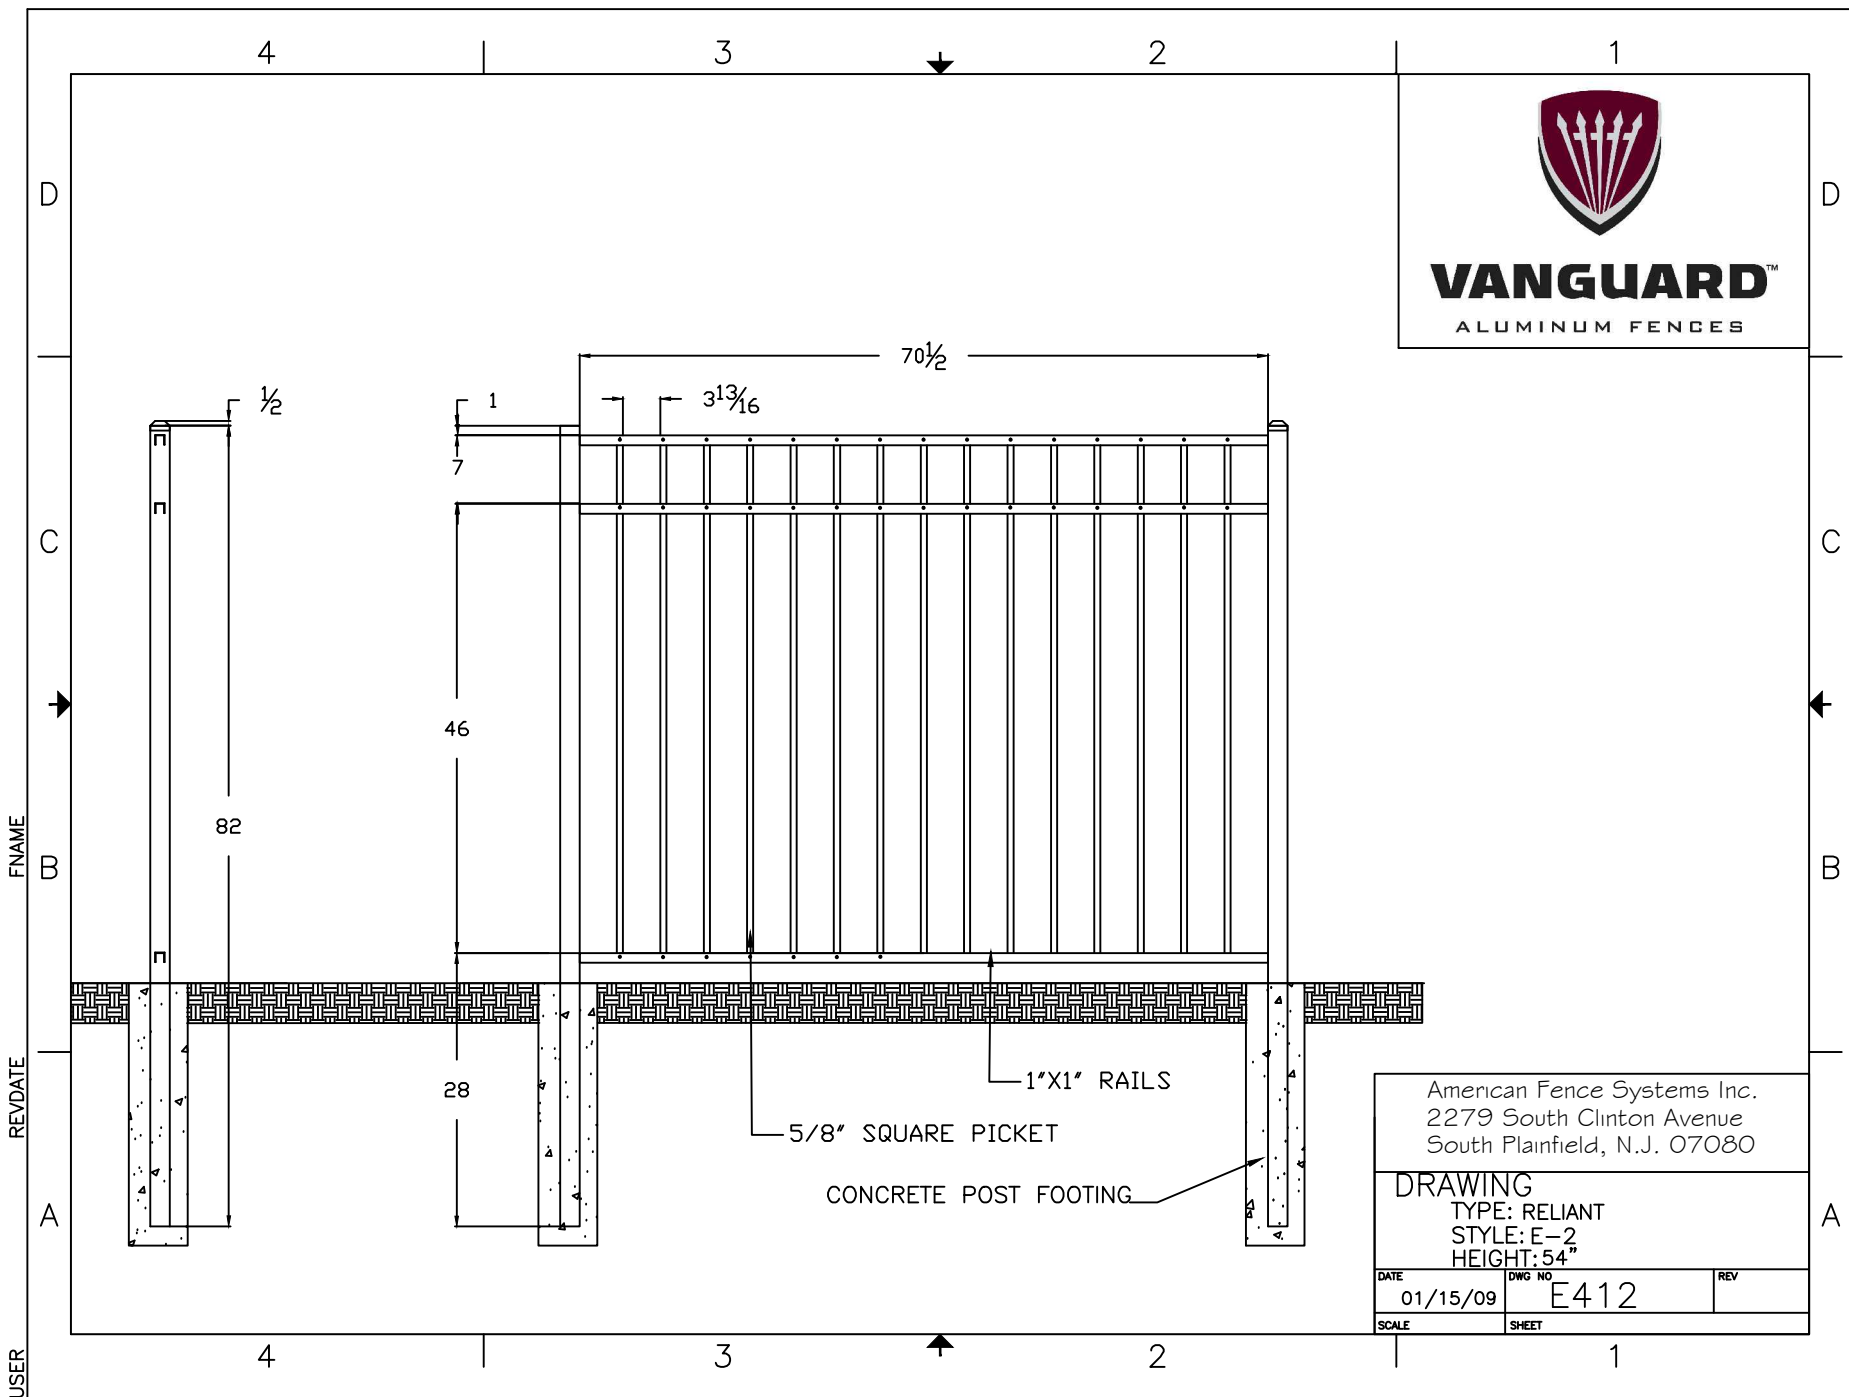 4
3
2
1
D
D
VANGUARD™
ALUMINUM FENCES
70½
½
1
3 13/16
7
C
C
46
82
FNAME
B
B
REVDATE
28
1"X1" RAILS
5/8" SQUARE PICKET
CONCRETE POST FOOTING
American Fence Systems Inc.
2279 South Clinton Avenue
South Plainfield, N.J. 07080
DRAWING
TYPE: RELIANT
STYLE: E-2
HEIGHT: 54"
A
A
DATE
01/15/09
DWG NO
E412
REV
SCALE
SHEET
USER
4
3
2
1